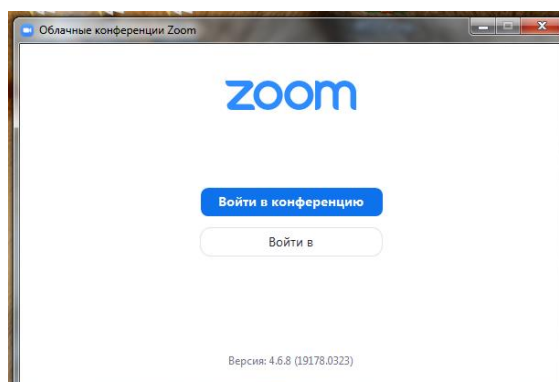 Облачные конференции Zoom
zoom
Войти в конференцию
Войти в
Версия: 4.6.8 (19178.0323)